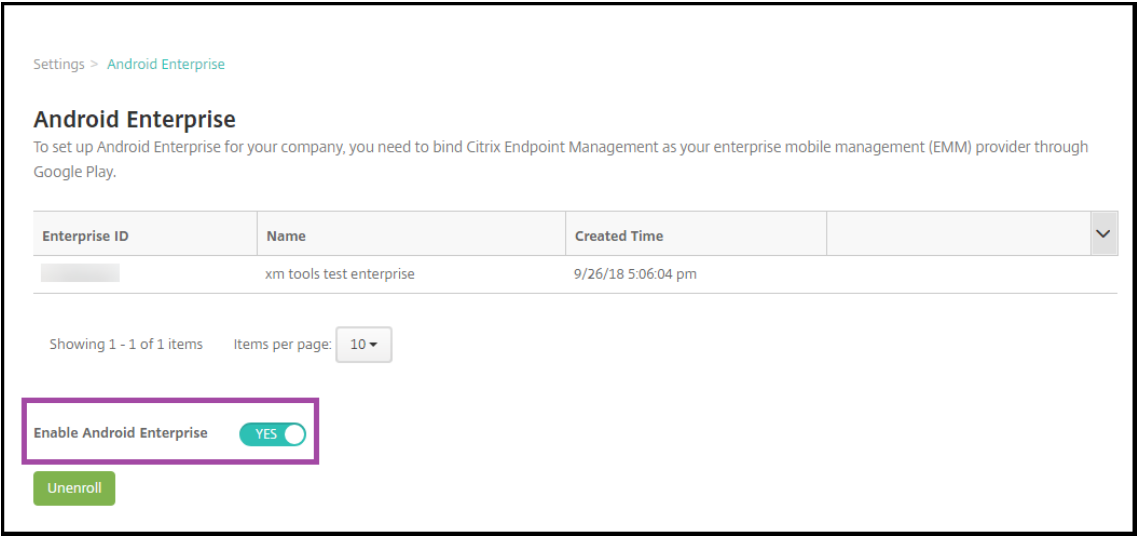 Settings > Android Enterprise
Android Enterprise
To set up Android Enterprise for your company, you need to bind Citrix Endpoint Management as your enterprise mobile management (EMM) provider through
Google Play.
Enterprise ID Name Created Time
xm tools test enterprise 9/26/18 5:06:04 pm
Showing 1 - 1 of 1 items Items per page: 10
Enable Android Enterprise YES
Unenroll